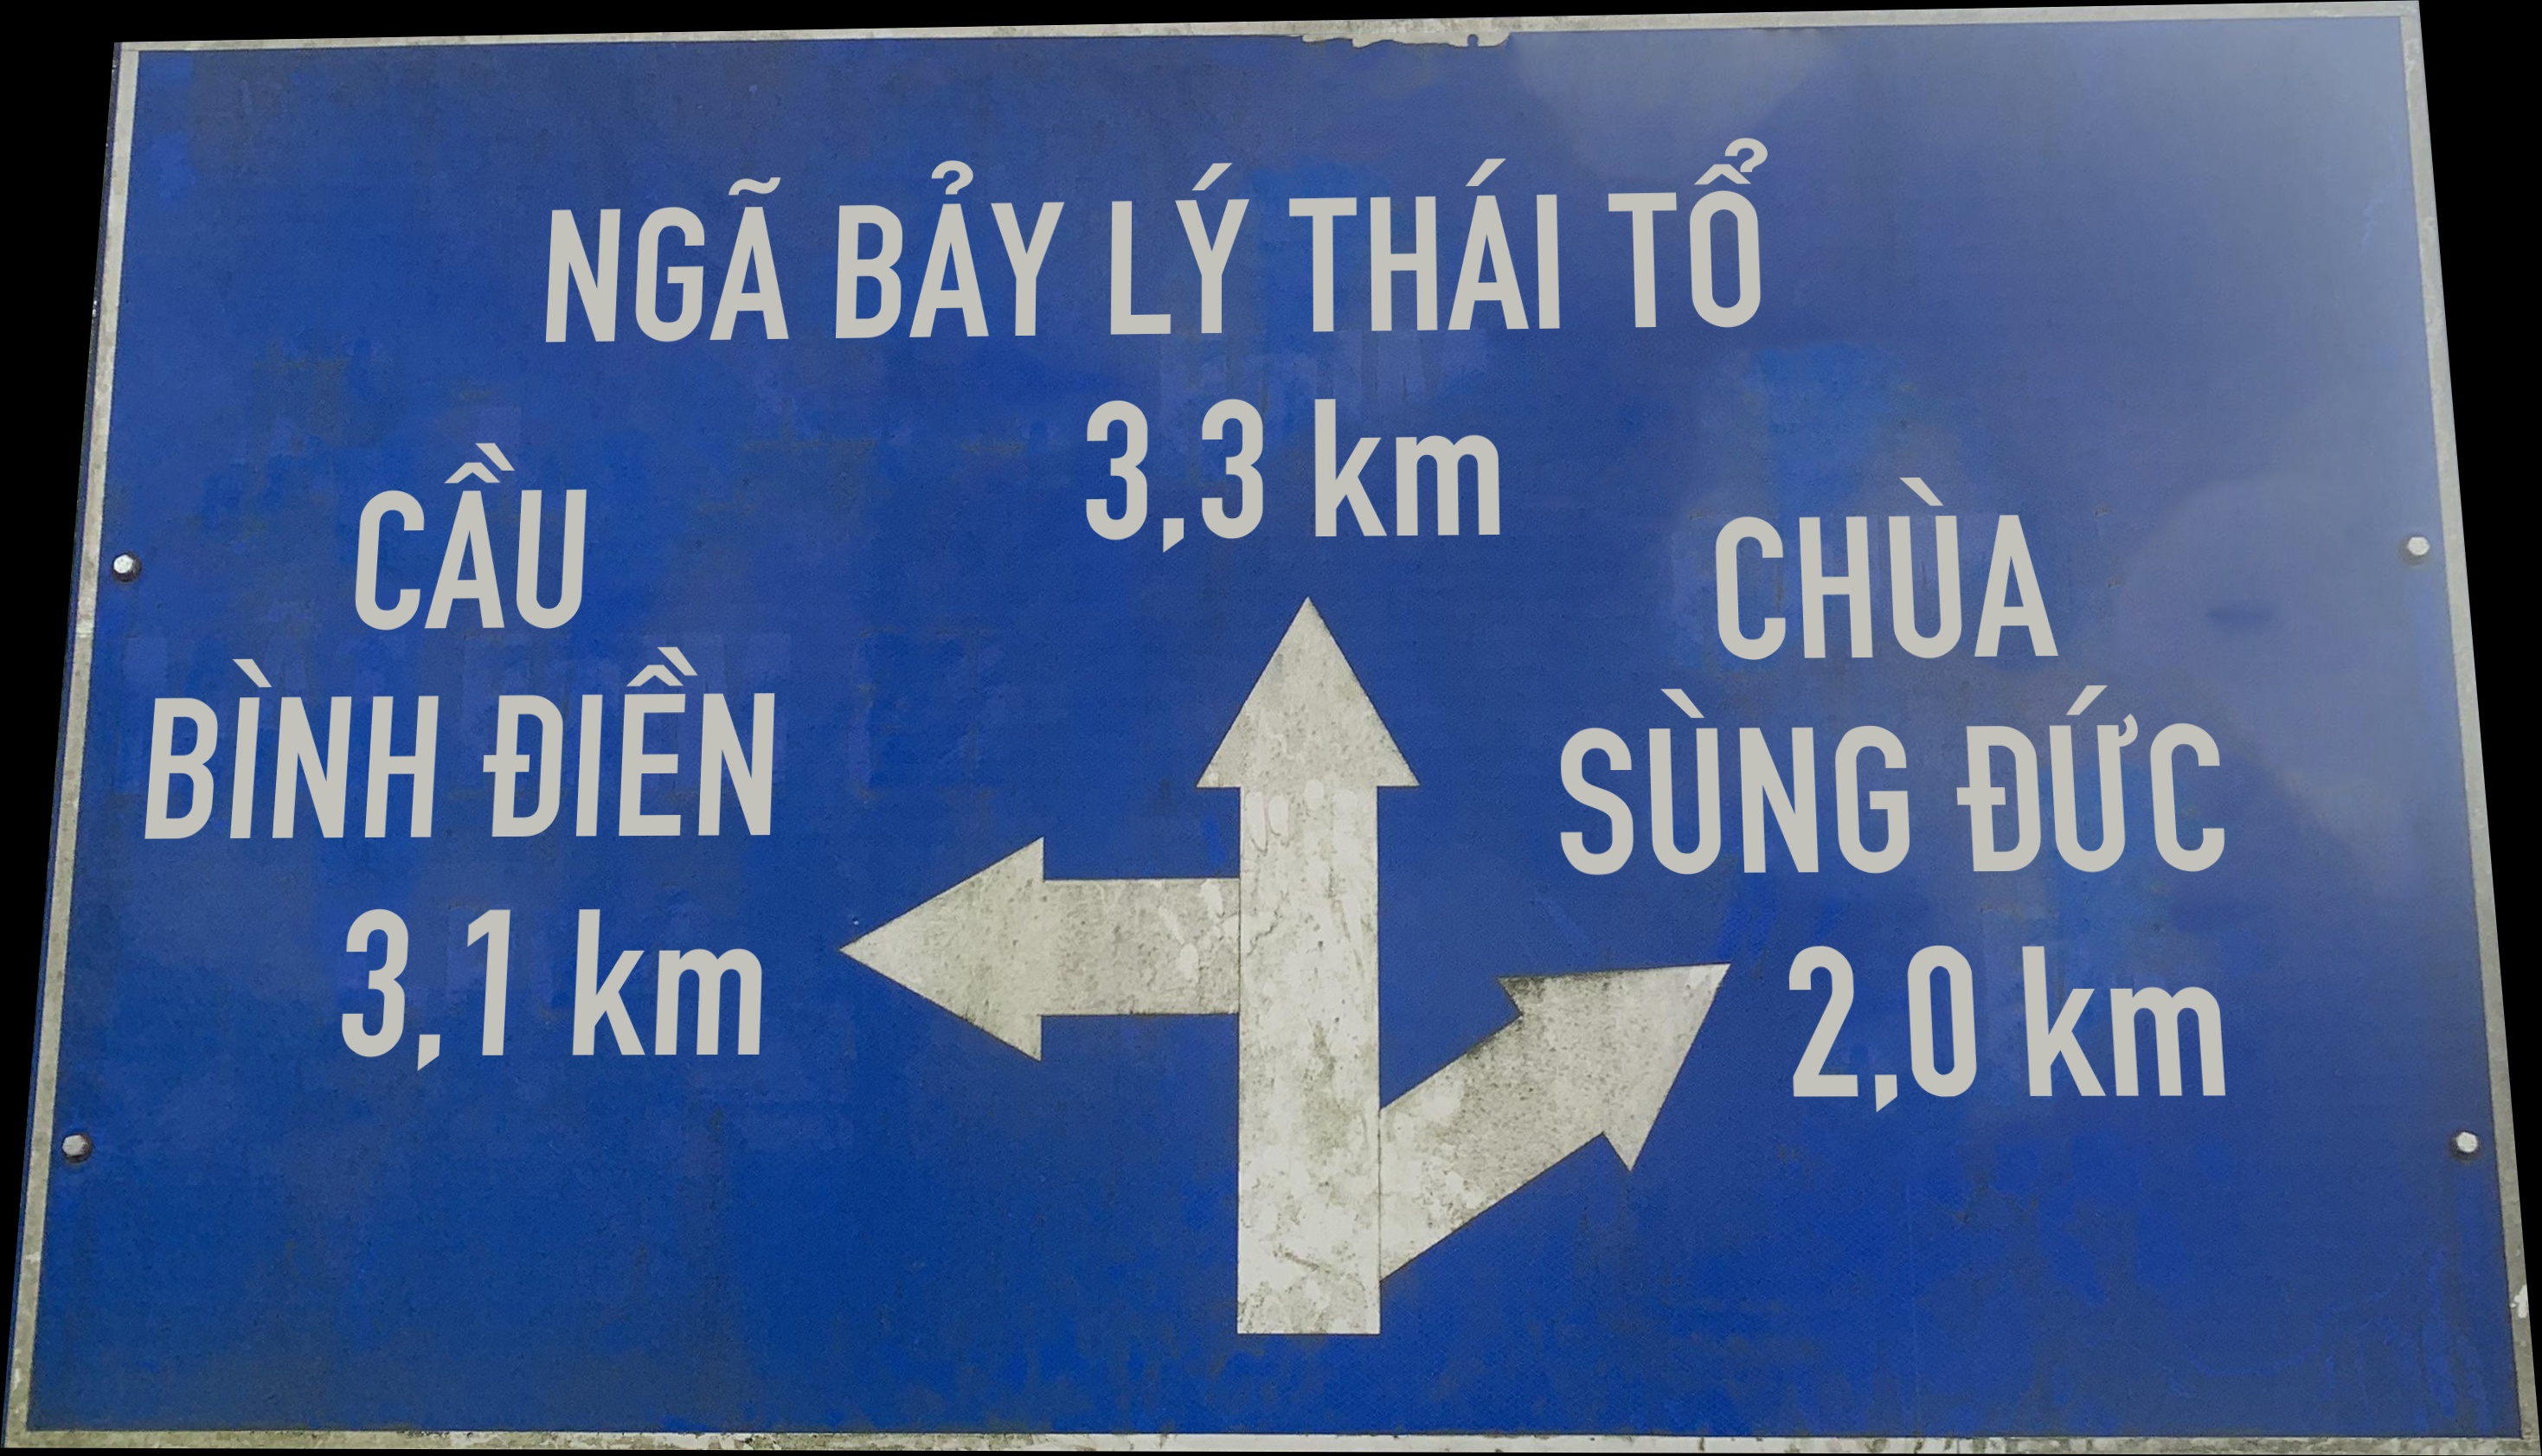 NGÃ BẢY LÝ THÁI TỔ
3,3 km
CẦU
BÌNH ĐIỀN
3,1 km
CHÙA
SÙNG ĐỨC
2,0 km